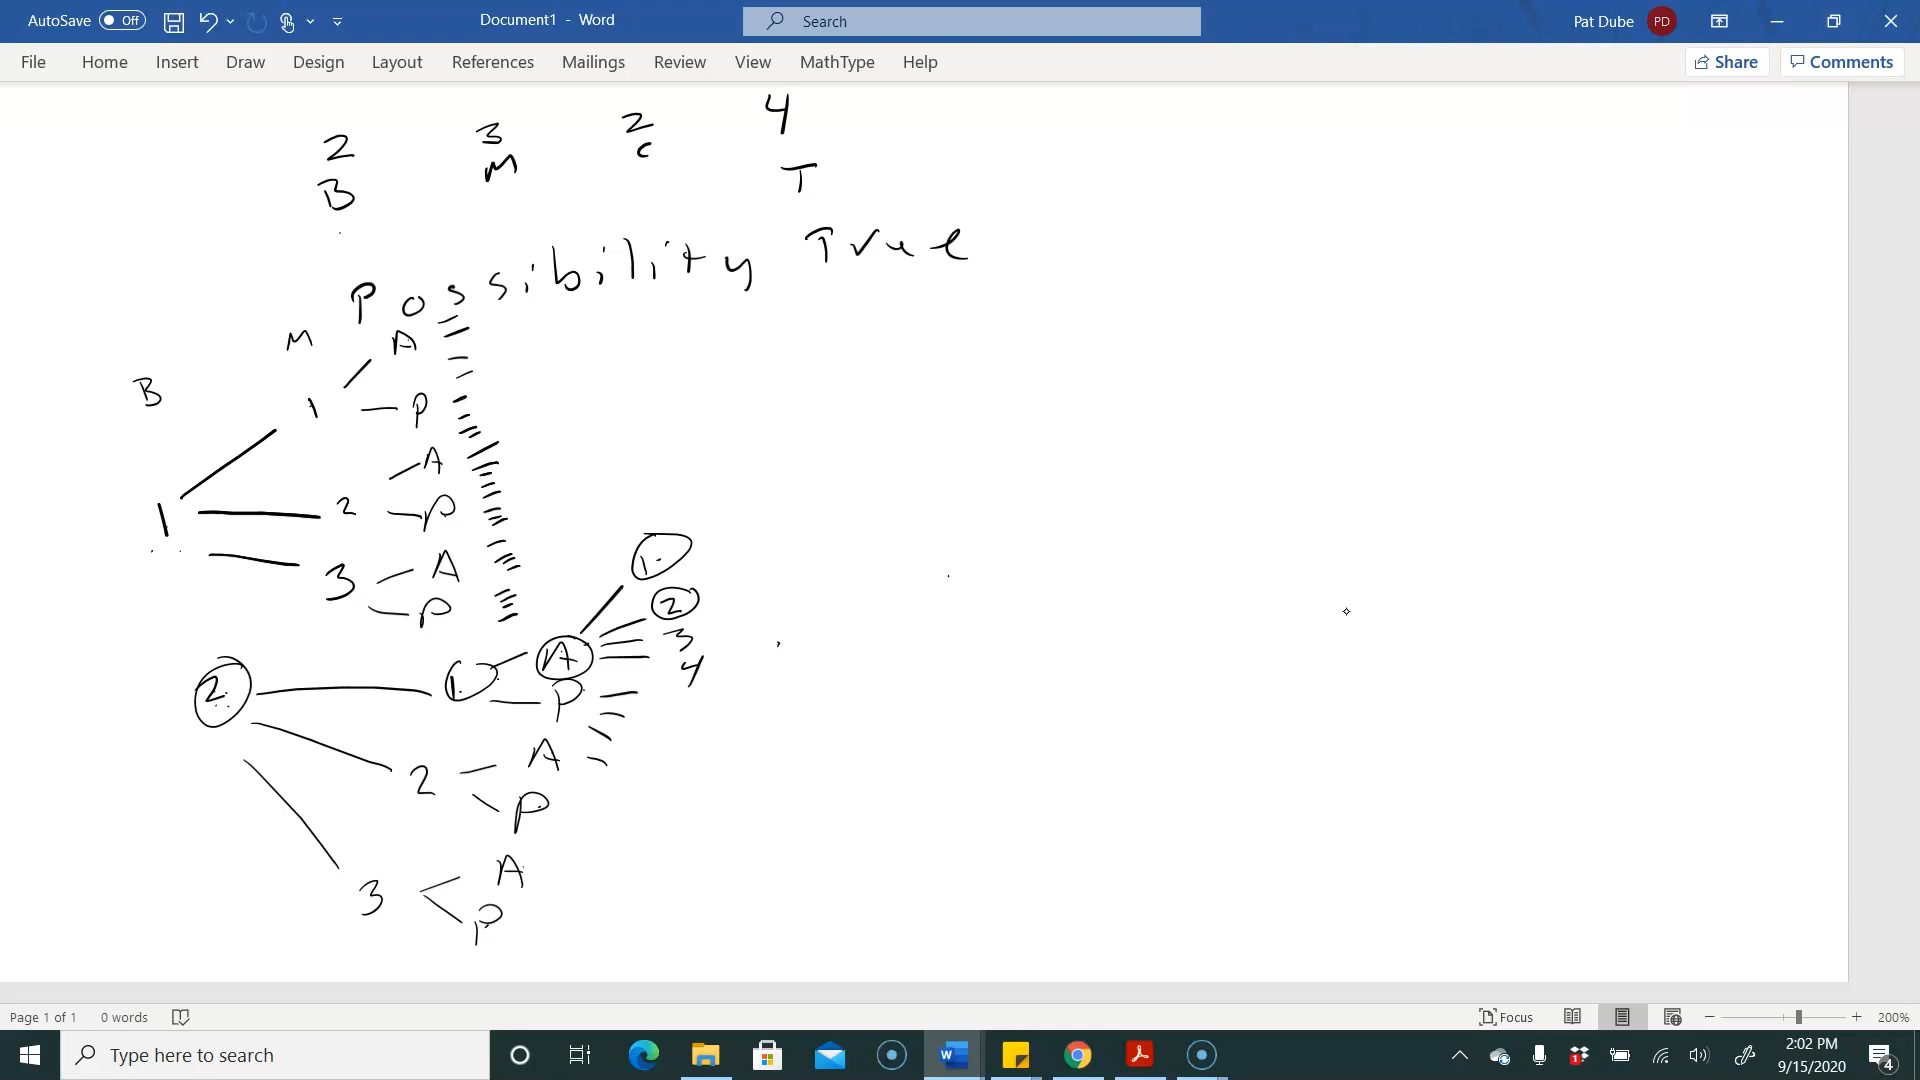 AutoSave Off Document1 - Word Search Pat Dube PD
File Home Insert Draw Design Layout References Mailings Review View MathType Help Share Comments
2 3 2 4
B M C T
Possibility Tree
B M
1
1 A P
2 A P
3 A P
2
1 A 1 2 3 4
P
2 A P
3 A P
Page 1 of 1 0 words Focus 200%
Type here to search 2:02 PM
9/15/2020 4